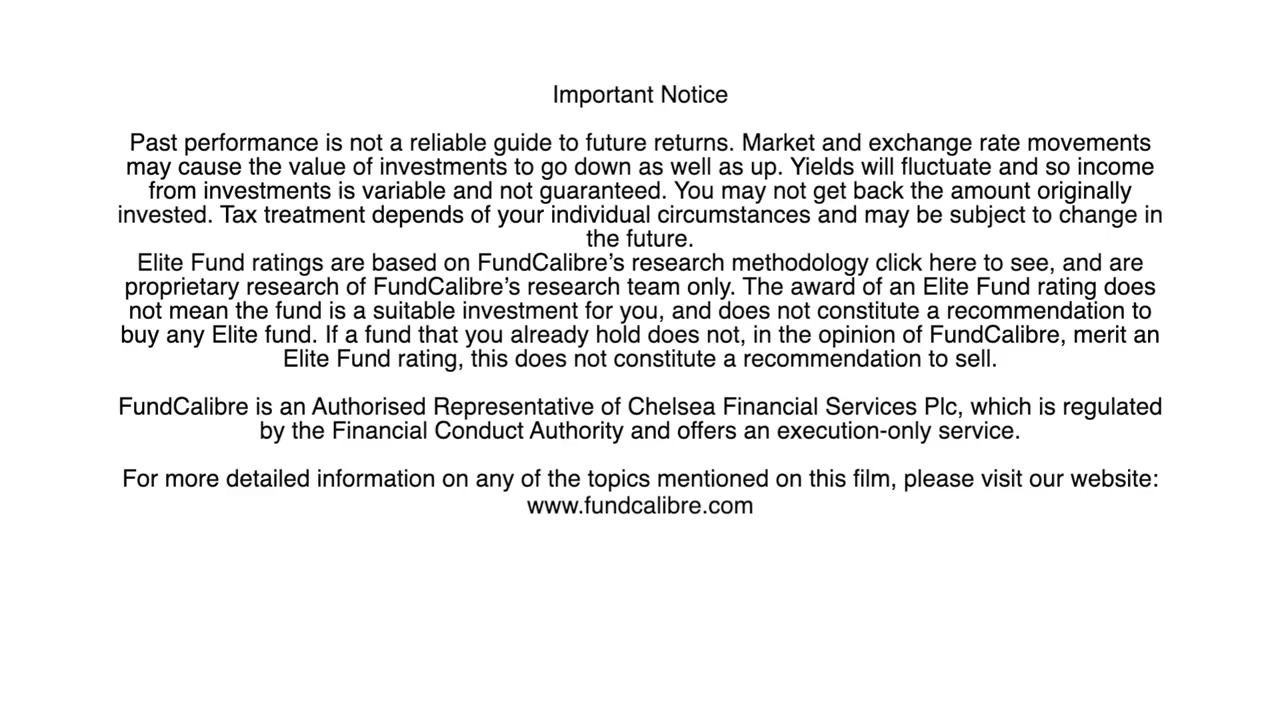 Important Notice
Past performance is not a reliable guide to future returns. Market and exchange rate movements
may cause the value of investments to go down as well as up. Yields will fluctuate and so income
from investments is variable and not guaranteed. You may not get back the amount originally
invested. Tax treatment depends of your individual circumstances and may be subject to change in
the future.
Elite Fund ratings are based on FundCalibre’s research methodology click here to see, and are
proprietary research of FundCalibre’s research team only. The award of an Elite Fund rating does
not mean the fund is a suitable investment for you, and does not constitute a recommendation to
buy any Elite fund. If a fund that you already hold does not, in the opinion of FundCalibre, merit an
Elite Fund rating, this does not constitute a recommendation to sell.
FundCalibre is an Authorised Representative of Chelsea Financial Services Plc, which is regulated
by the Financial Conduct Authority and offers an execution-only service.
For more detailed information on any of the topics mentioned on this film, please visit our website:
www.fundcalibre.com